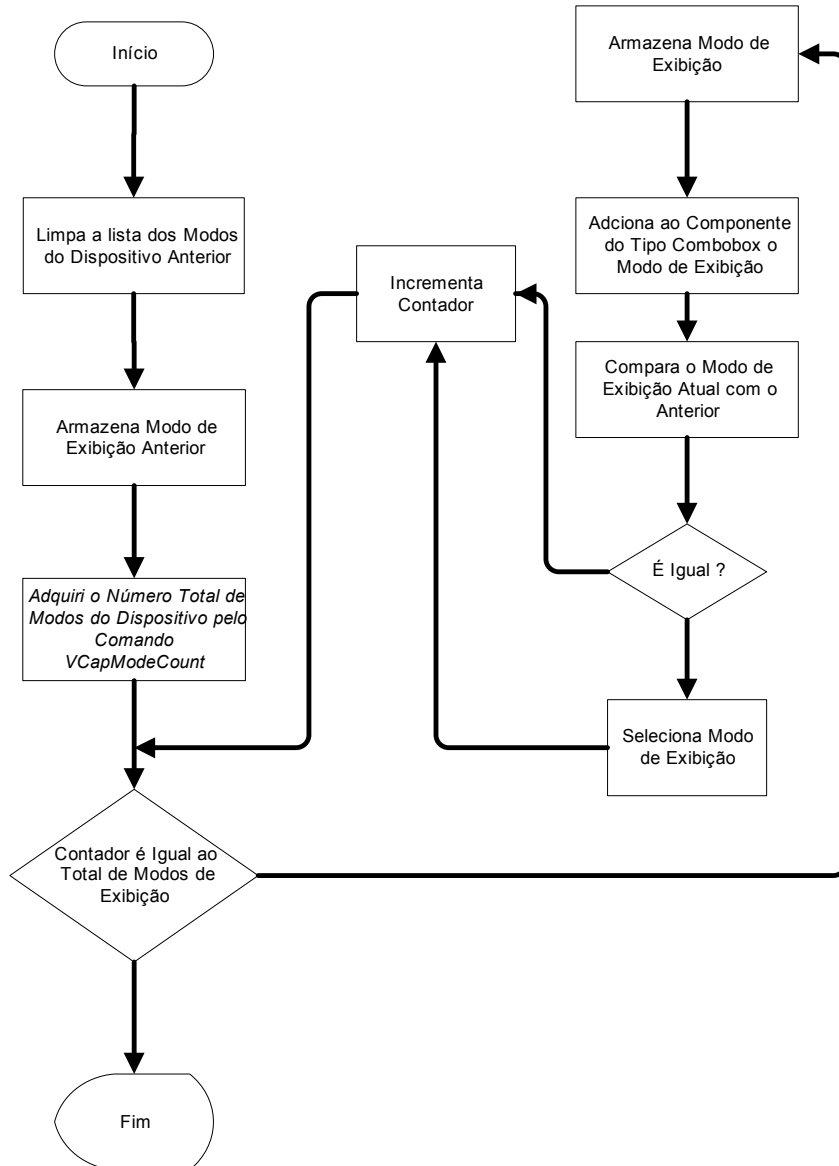 Início
Limpa a lista dos Modos
do Dispositivo Anterior
Armazena Modo de
Exibição Anterior
Adquiri o Número Total de
Modos do Dispositivo pelo
Comando
VCapModeCount
Contador é Igual ao
Total de Modos de
Exibição
Fim
Incrementa
Contador
Armazena Modo de
Exibição
Adciona ao Componente
do Tipo Combobox o
Modo de Exibição
Compara o Modo de
Exibição Atual com o
Anterior
É Igual ?
Seleciona Modo
de Exibição